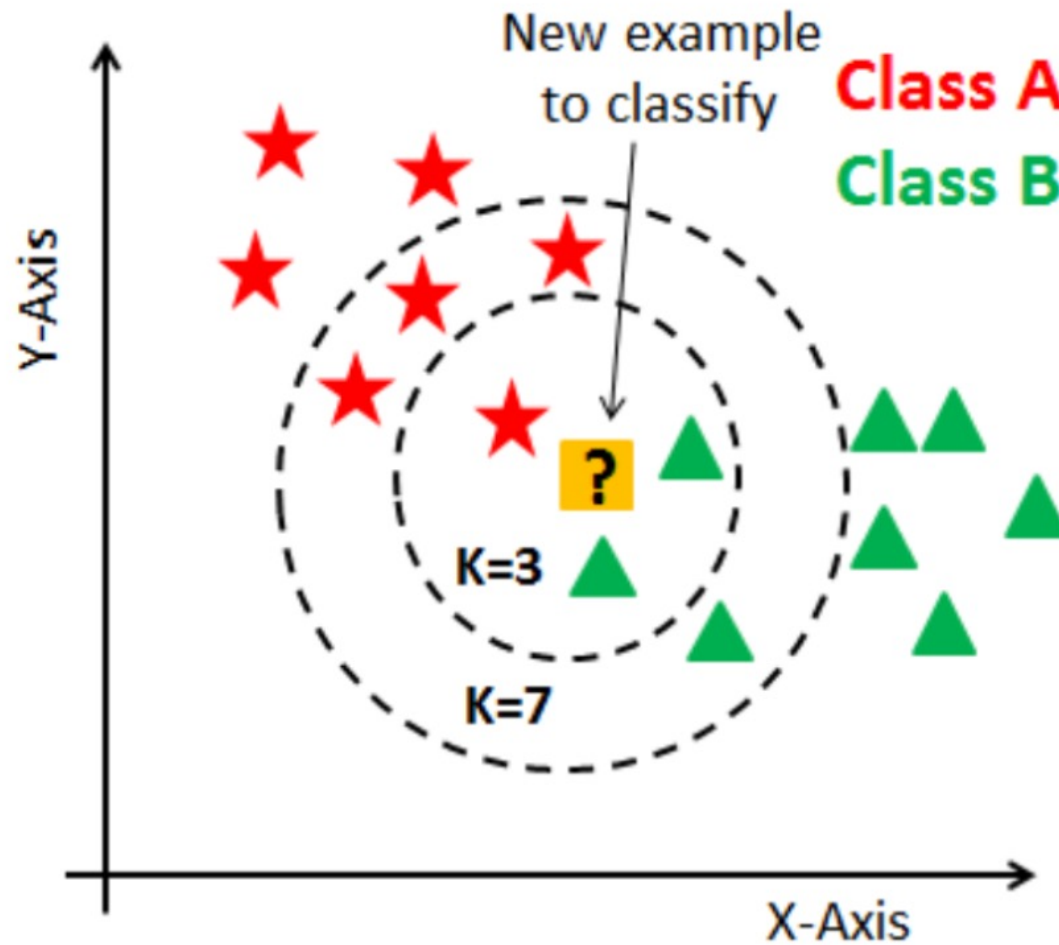 New example
to classify
Class A
Class B
Y-Axis
?
K=3
K=7
X-Axis